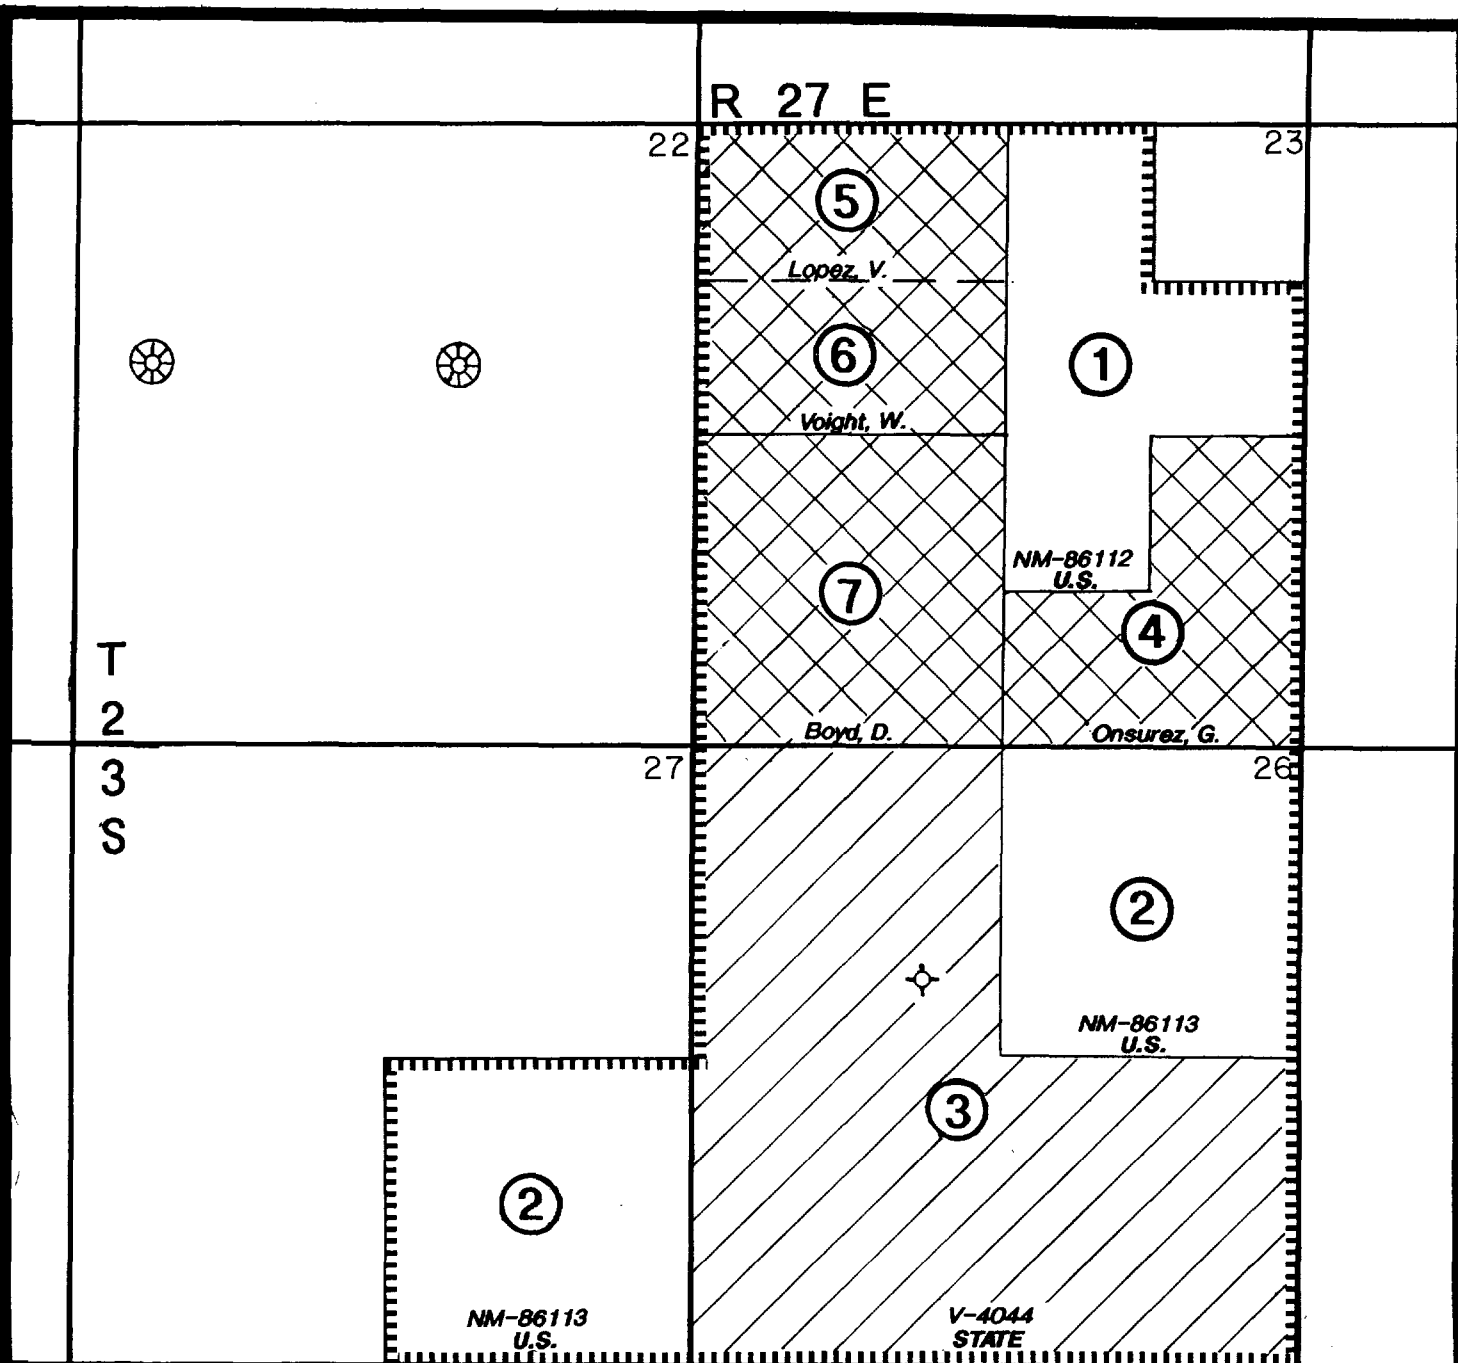 R 27 E
22
23
5
Lopez, V.
6
1
Voight, W.
NM-86112
U.S.
7
4
T
2
3
S
Boyd, D.
Onsurez, G.
27
26
2
NM-86113
U.S.
3
2
NM-86113
U.S.
V-4044
STATE